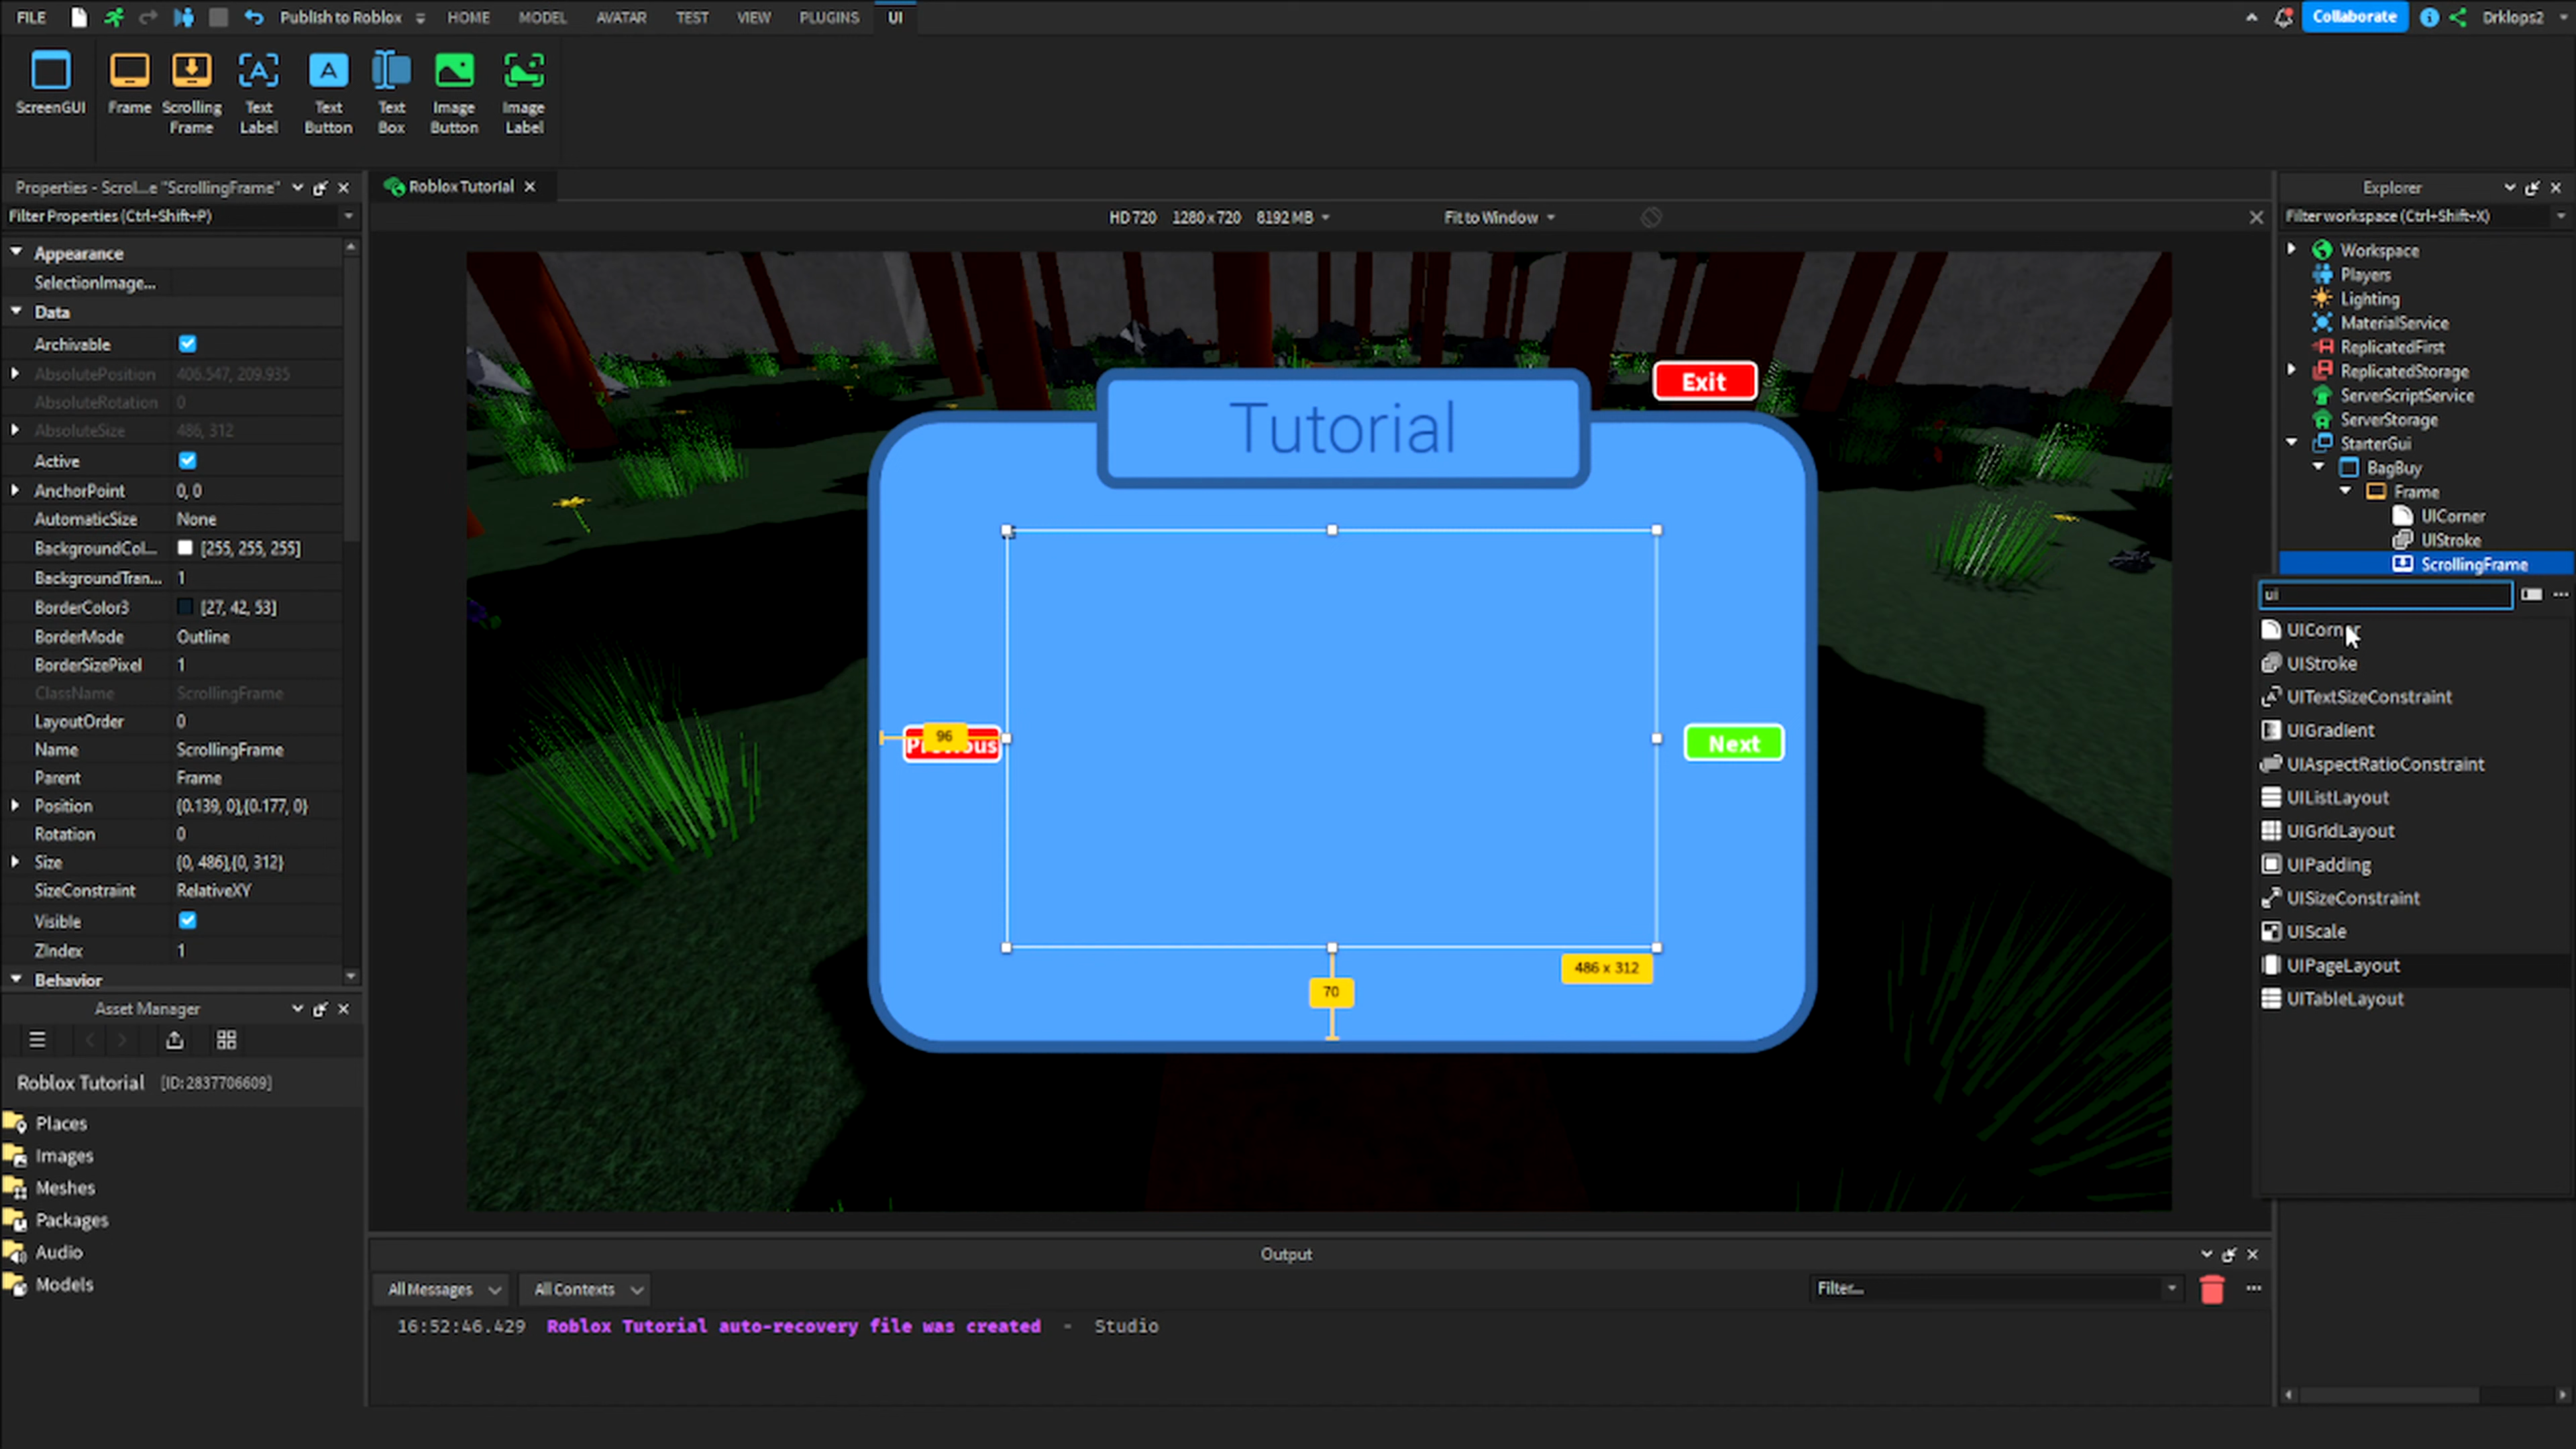 FILE Publish to Roblox HOME MODEL AVATAR TEST VIEW PLUGINS UI Collaborate Drklops2
ScreenGUI Frame Scrolling Frame Text Label Text Button Text Box Image Button Image Label
Properties - Scrol...e "ScrollingFrame"
Filter Properties (Ctrl+Shift+P)
Appearance
SelectionImage...
Data
Archivable
AbsolutePosition 406.547, 209.935
AbsoluteRotation 0
AbsoluteSize 486, 312
Active
AnchorPoint 0, 0
AutomaticSize None
BackgroundCol... [255, 255, 255]
BackgroundTran... 1
BorderColor3 [27, 42, 53]
BorderMode Outline
BorderSizePixel 1
ClassName ScrollingFrame
LayoutOrder 0
Name ScrollingFrame
Parent Frame
Position {0.139, 0},{0.177, 0}
Rotation 0
Size {0, 486},{0, 312}
SizeConstraint RelativeXY
Visible
ZIndex 1
Behavior
Asset Manager
Roblox Tutorial [ID:2837706609]
Places
Images
Meshes
Packages
Audio
Models
Roblox Tutorial
HD 720 1280 x 720 8192 MB Fit to Window
Exit
Tutorial
96
Next
486 x 312
70
Output
All Messages All Contexts Filter...
16:52:46.429 Roblox Tutorial auto-recovery file was created - Studio
Explorer
Filter workspace (Ctrl+Shift+X)
Workspace
Players
Lighting
MaterialService
ReplicatedFirst
ReplicatedStorage
ServerScriptService
ServerStorage
StarterGui
BagBuy
Frame
UICorner
UIStroke
ScrollingFrame
ui
UICorner
UIStroke
UITextSizeConstraint
UIGradient
UIAspectRatioConstraint
UIListLayout
UIGridLayout
UIPadding
UISizeConstraint
UIScale
UIPageLayout
UITableLayout